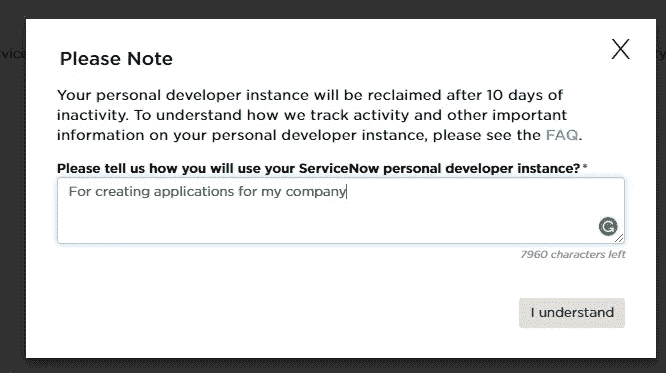 Please Note
X
Your personal developer instance will be reclaimed after 10 days of
inactivity. To understand how we track activity and other important
information on your personal developer instance, please see the FAQ.
Please tell us how you will use your ServiceNow personal developer instance?*
For creating applications for my company
7960 characters left
I understand